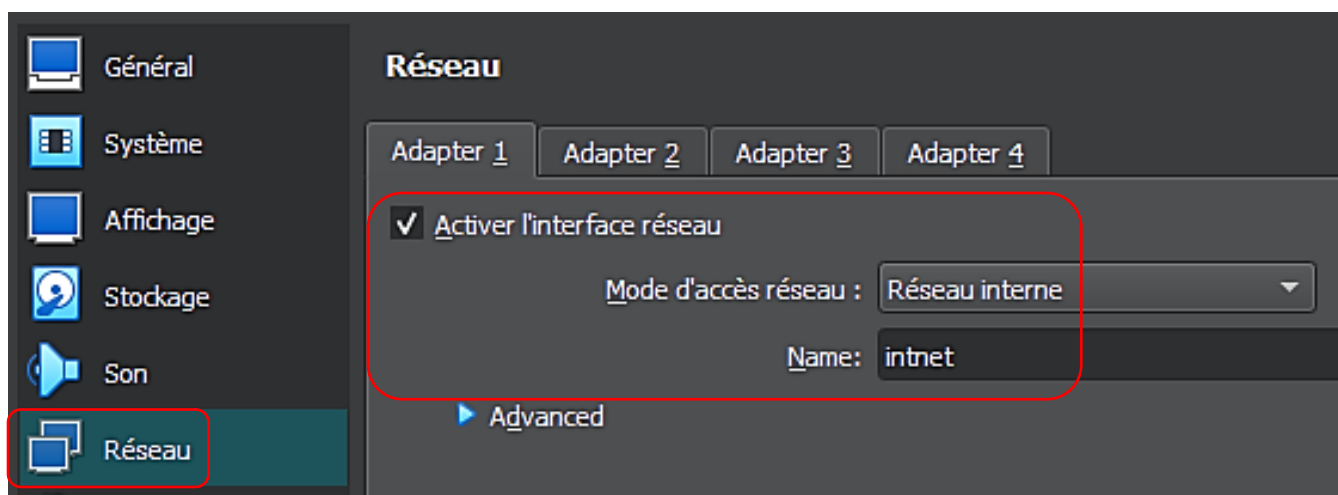 Général
Système
Affichage
Stockage
Son
Réseau
Réseau
Adapter 1 Adapter 2 Adapter 3 Adapter 4
Activer l'interface réseau
Mode d'accès réseau : Réseau interne
Name: intnet
Advanced